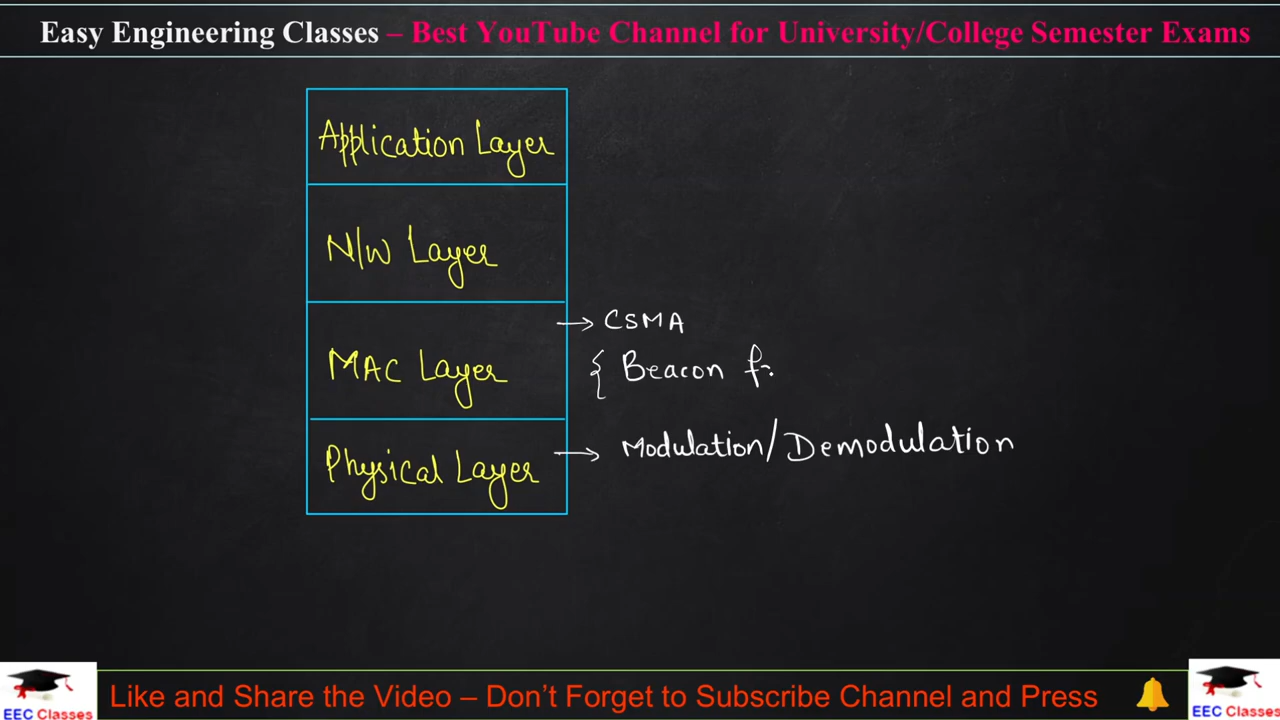 Easy Engineering Classes – Best YouTube Channel for University/College Semester Exams
Application Layer
N/W Layer
→ CSMA
MAC Layer
{ Beacon
Physical Layer
→ Modulation/Demodulation
EEC Classes
Like and Share the Video – Don't Forget to Subscribe Channel and Press
EEC Classes